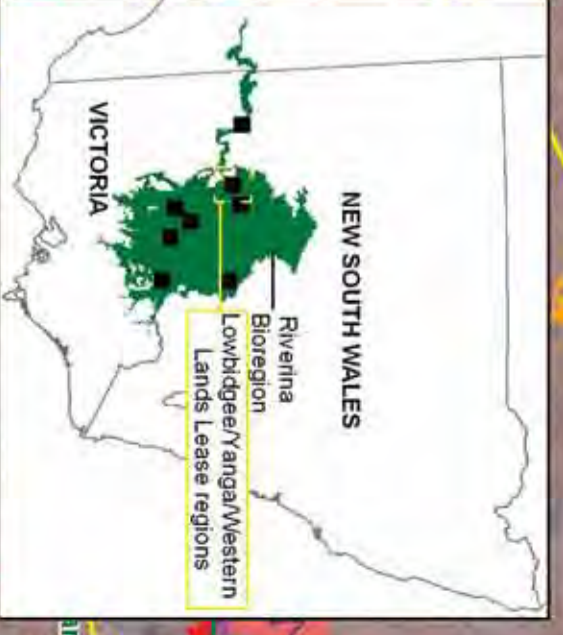 NEW SOUTH WALES
Riverina
Bioregion
Lowbidgee/Yanga/Western
Lands Lease regions
VICTORIA